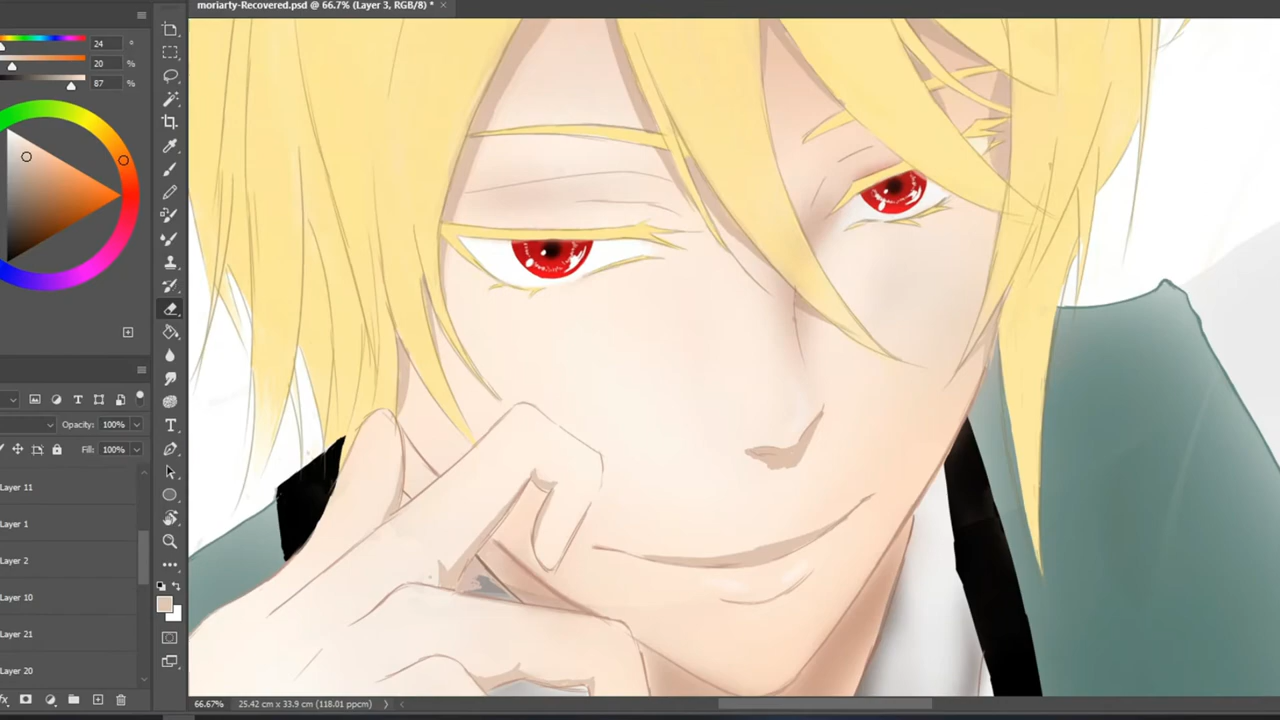 moriarty-Recovered.psd @ 66.7% (Layer 3, RGB/8) *
24 °
20 %
87 %
Opacity: 100%
Fill: 100%
Layer 11
Layer 1
Layer 2
Layer 10
Layer 21
Layer 20
fx
66.67% 25.42 cm x 33.9 cm (118.01 ppcm)